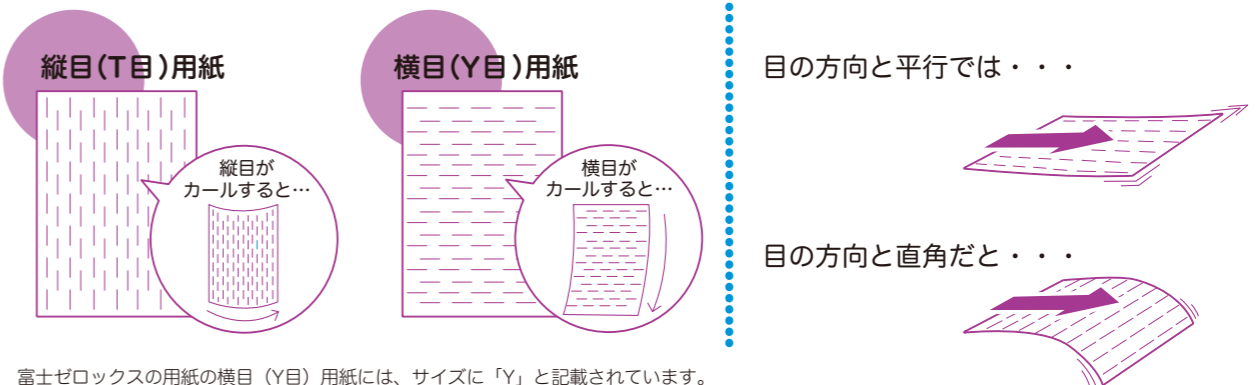 縦目(T目)用紙
縦目が
カールすると…
横目(Y目)用紙
横目が
カールすると…
目の方向と平行では・・・
目の方向と直角だと・・・
富士ゼロックスの用紙の横目（Y目）用紙には、サイズに「Y」と記載されています。